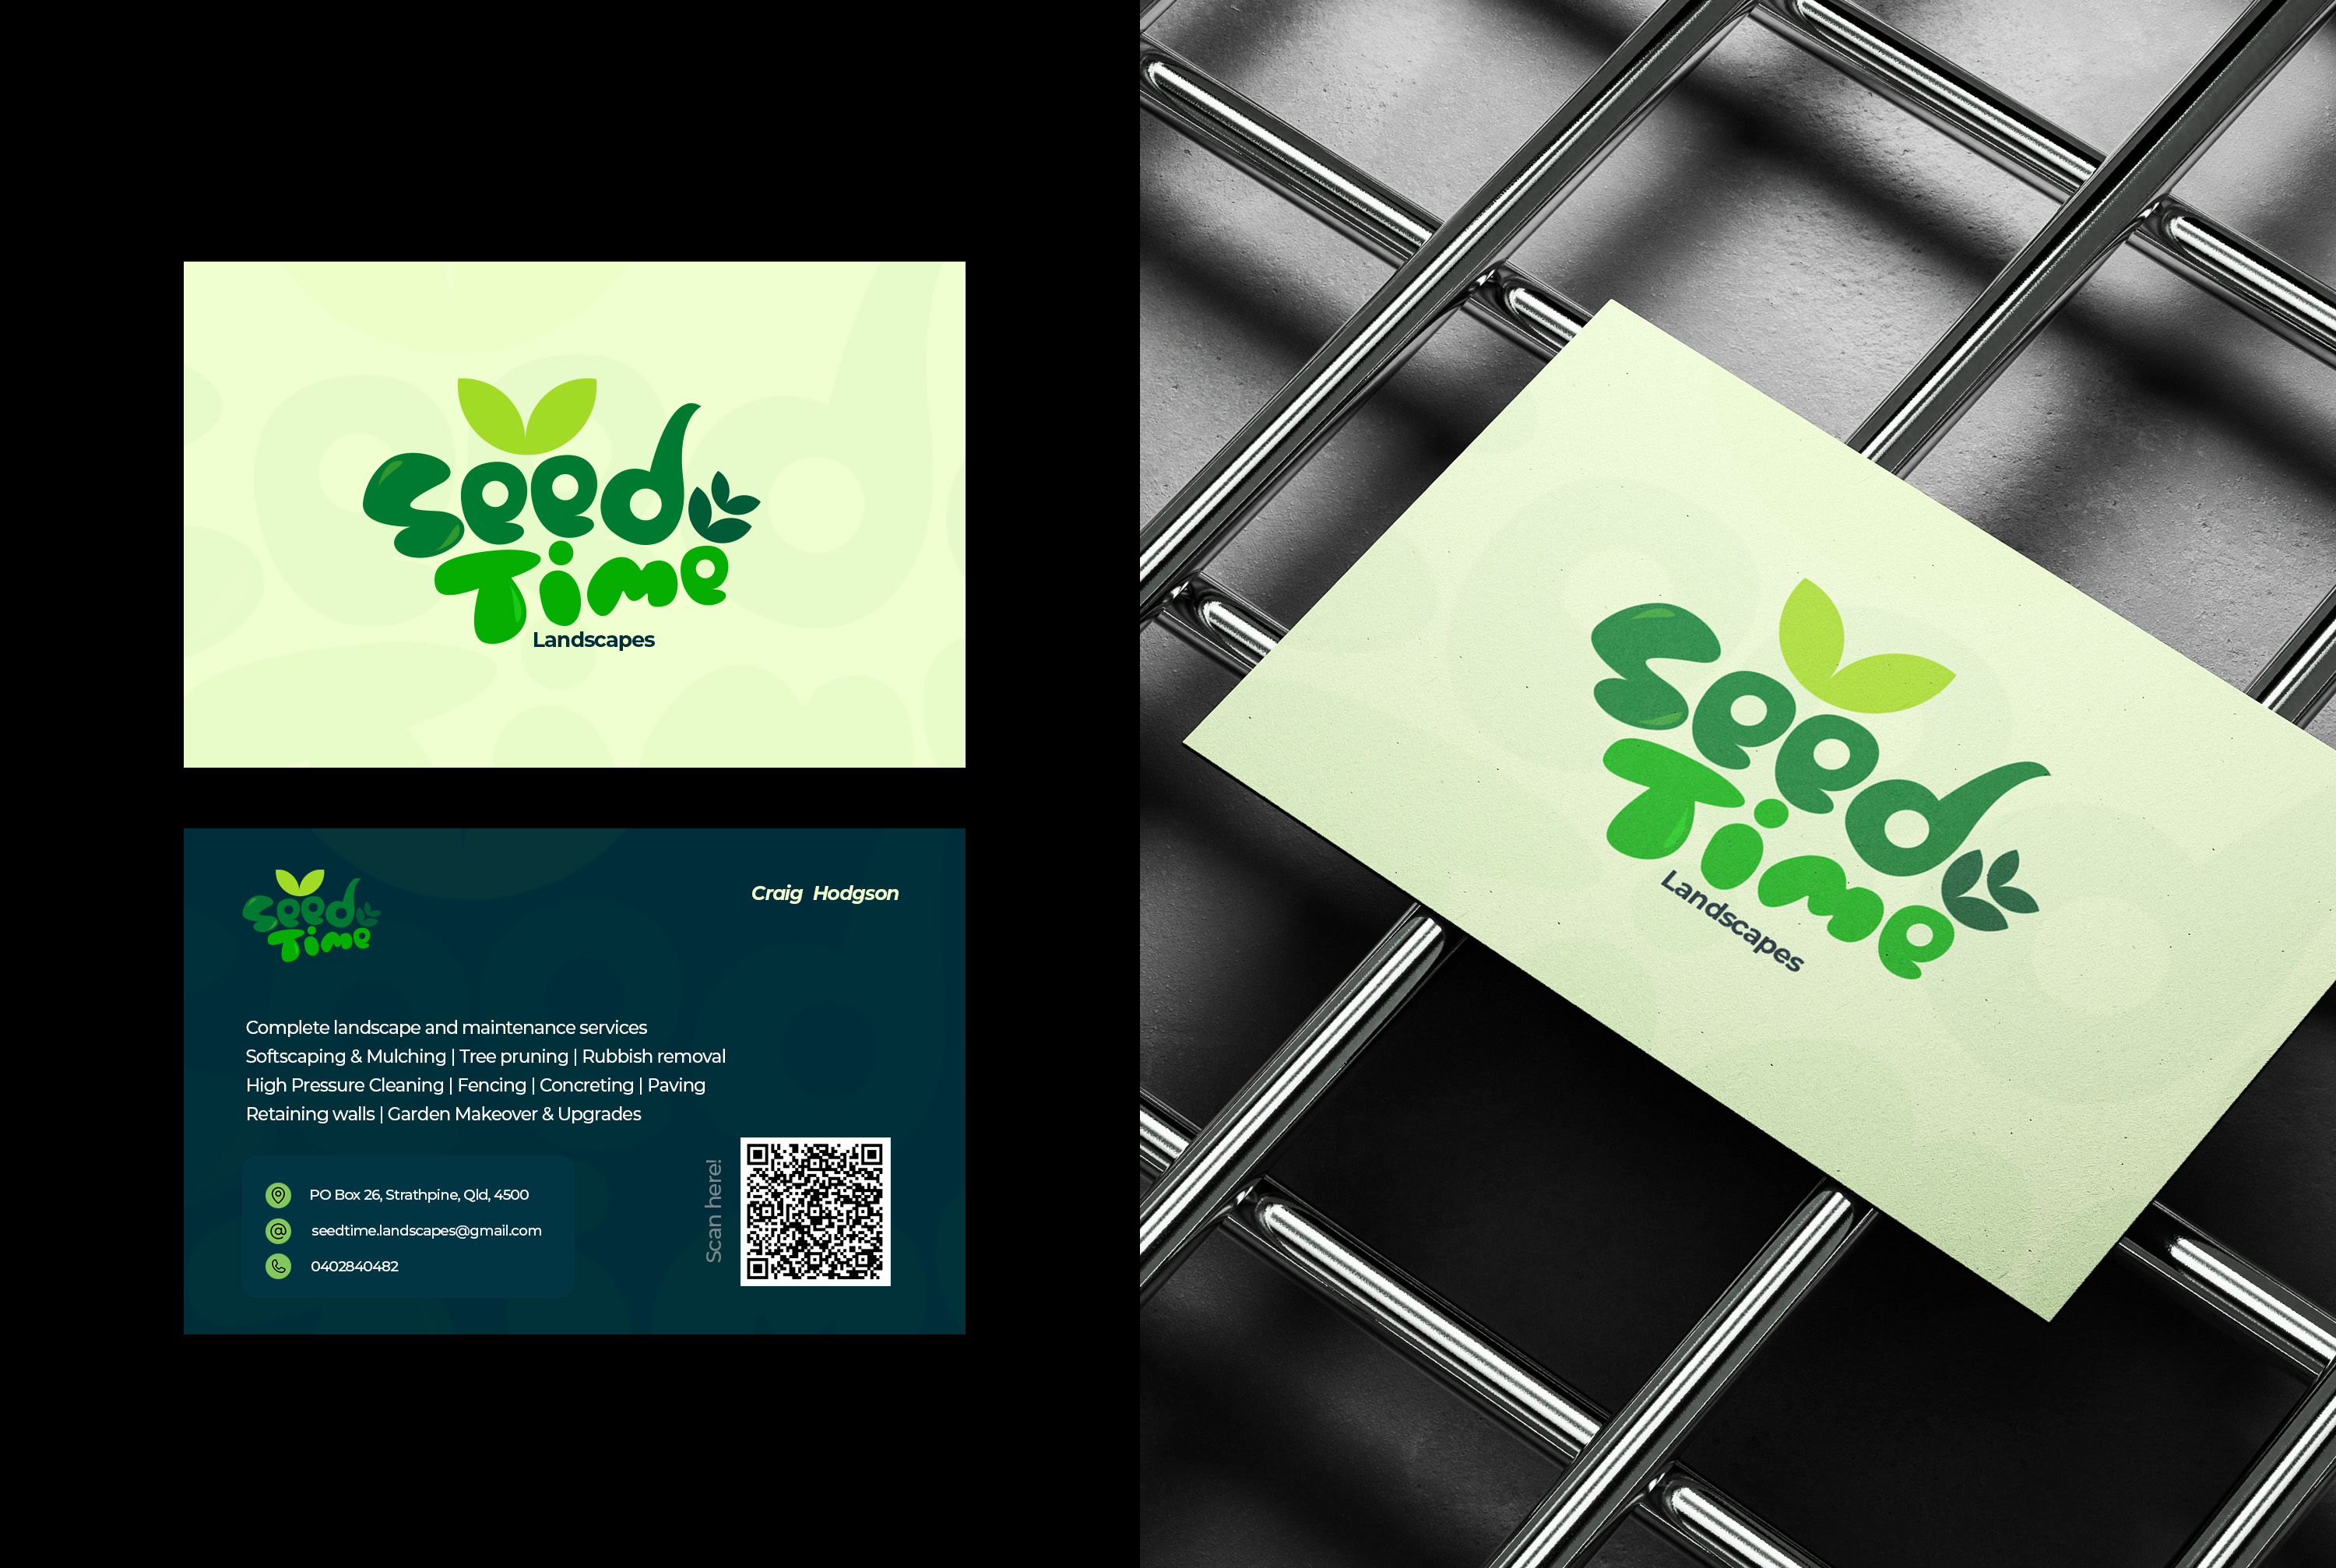 Seed
Time
Landscapes
Seed
Time
Craig Hodgson
Complete landscape and maintenance services
Softscaping & Mulching | Tree pruning | Rubbish removal
High Pressure Cleaning | Fencing | Concreting | Paving
Retaining walls | Garden Makeover & Upgrades
PO Box 26, Strathpine, Qld, 4500
seedtime.landscapes@gmail.com
0402840482
Scan here!
Seed
Time
Landscapes